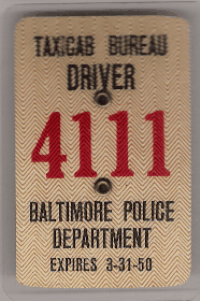 TAXICAB BUREAU
DRIVER
4111
BALTIMORE POLICE
DEPARTMENT
EXPIRES 3-31-50